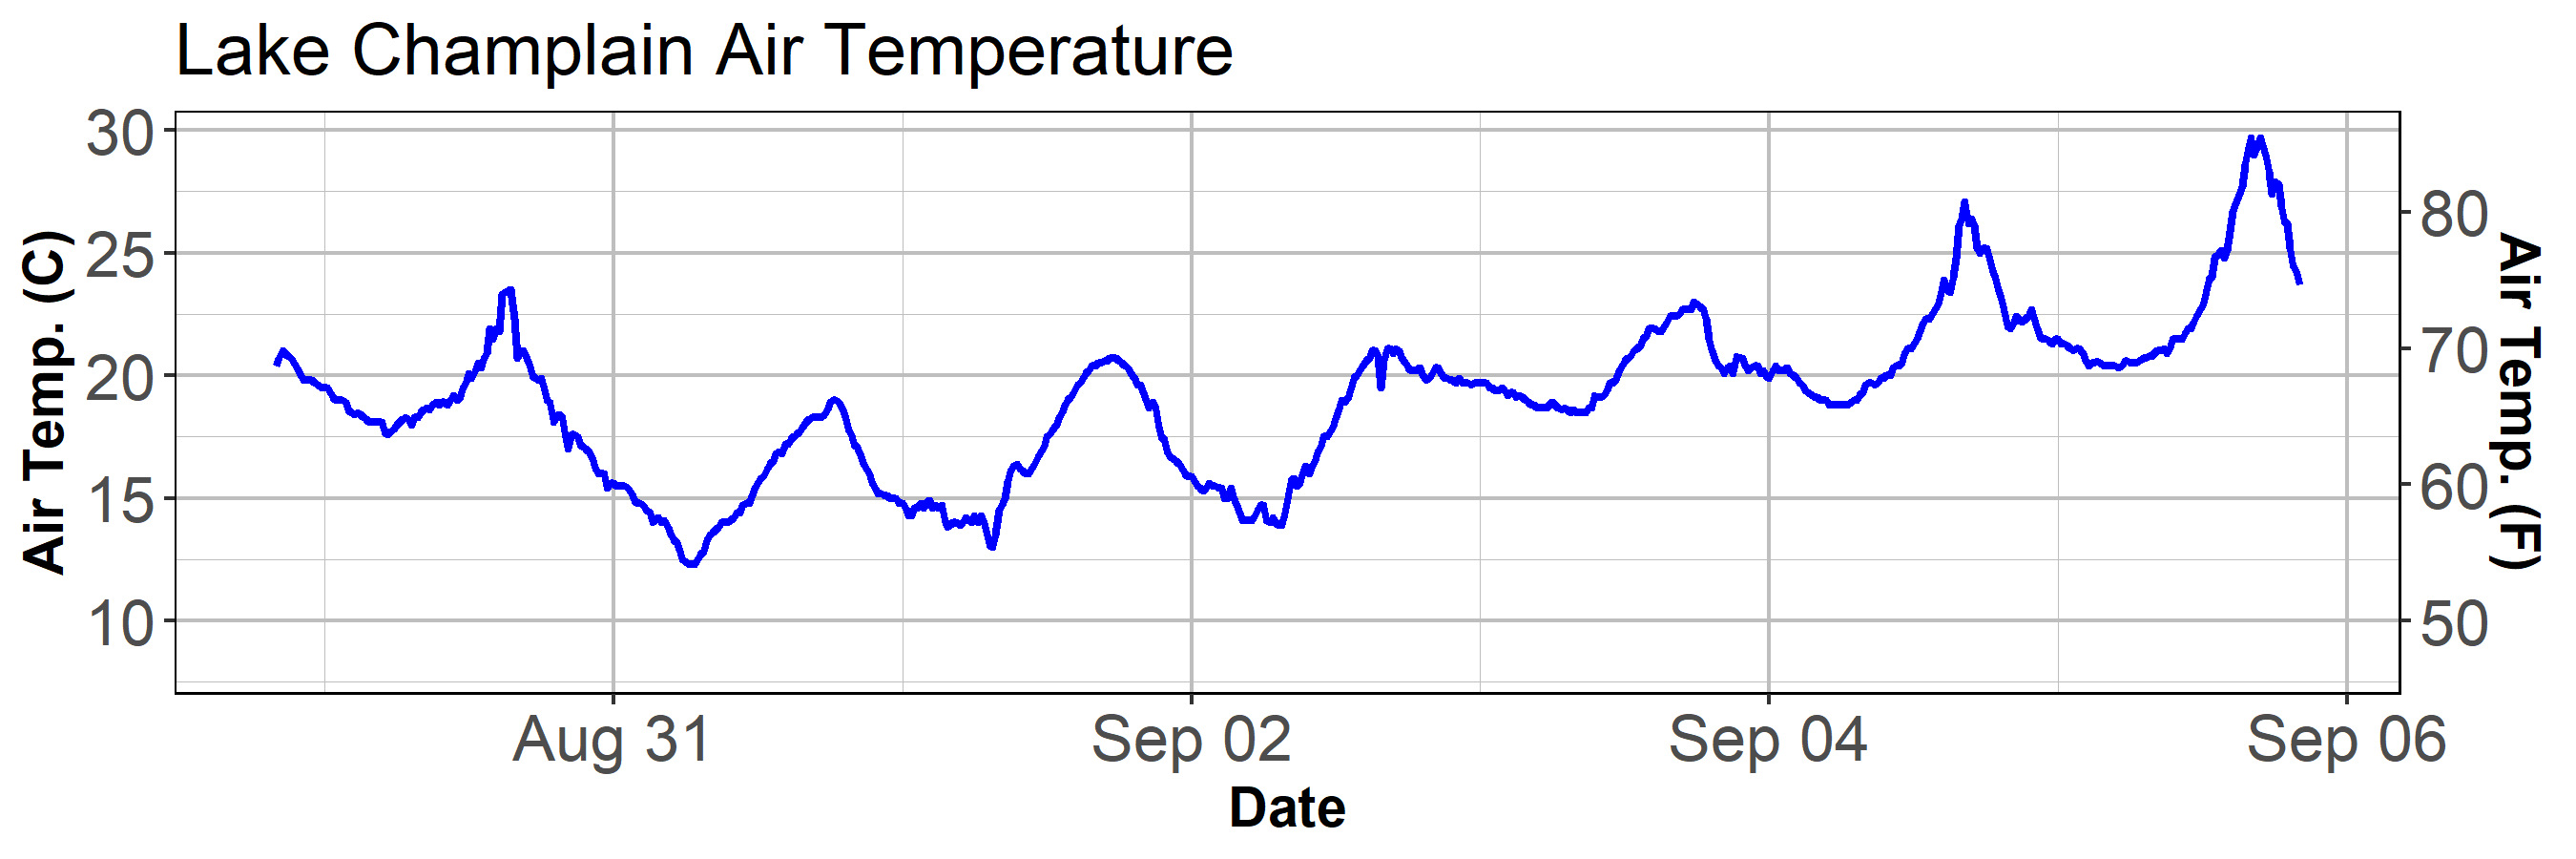 Lake Champlain Air Temperature
Air Temp. (C)
30
25
20
15
10
80
70
60
50
Air Temp. (F)
Aug 31 Sep 02 Sep 04 Sep 06
Date